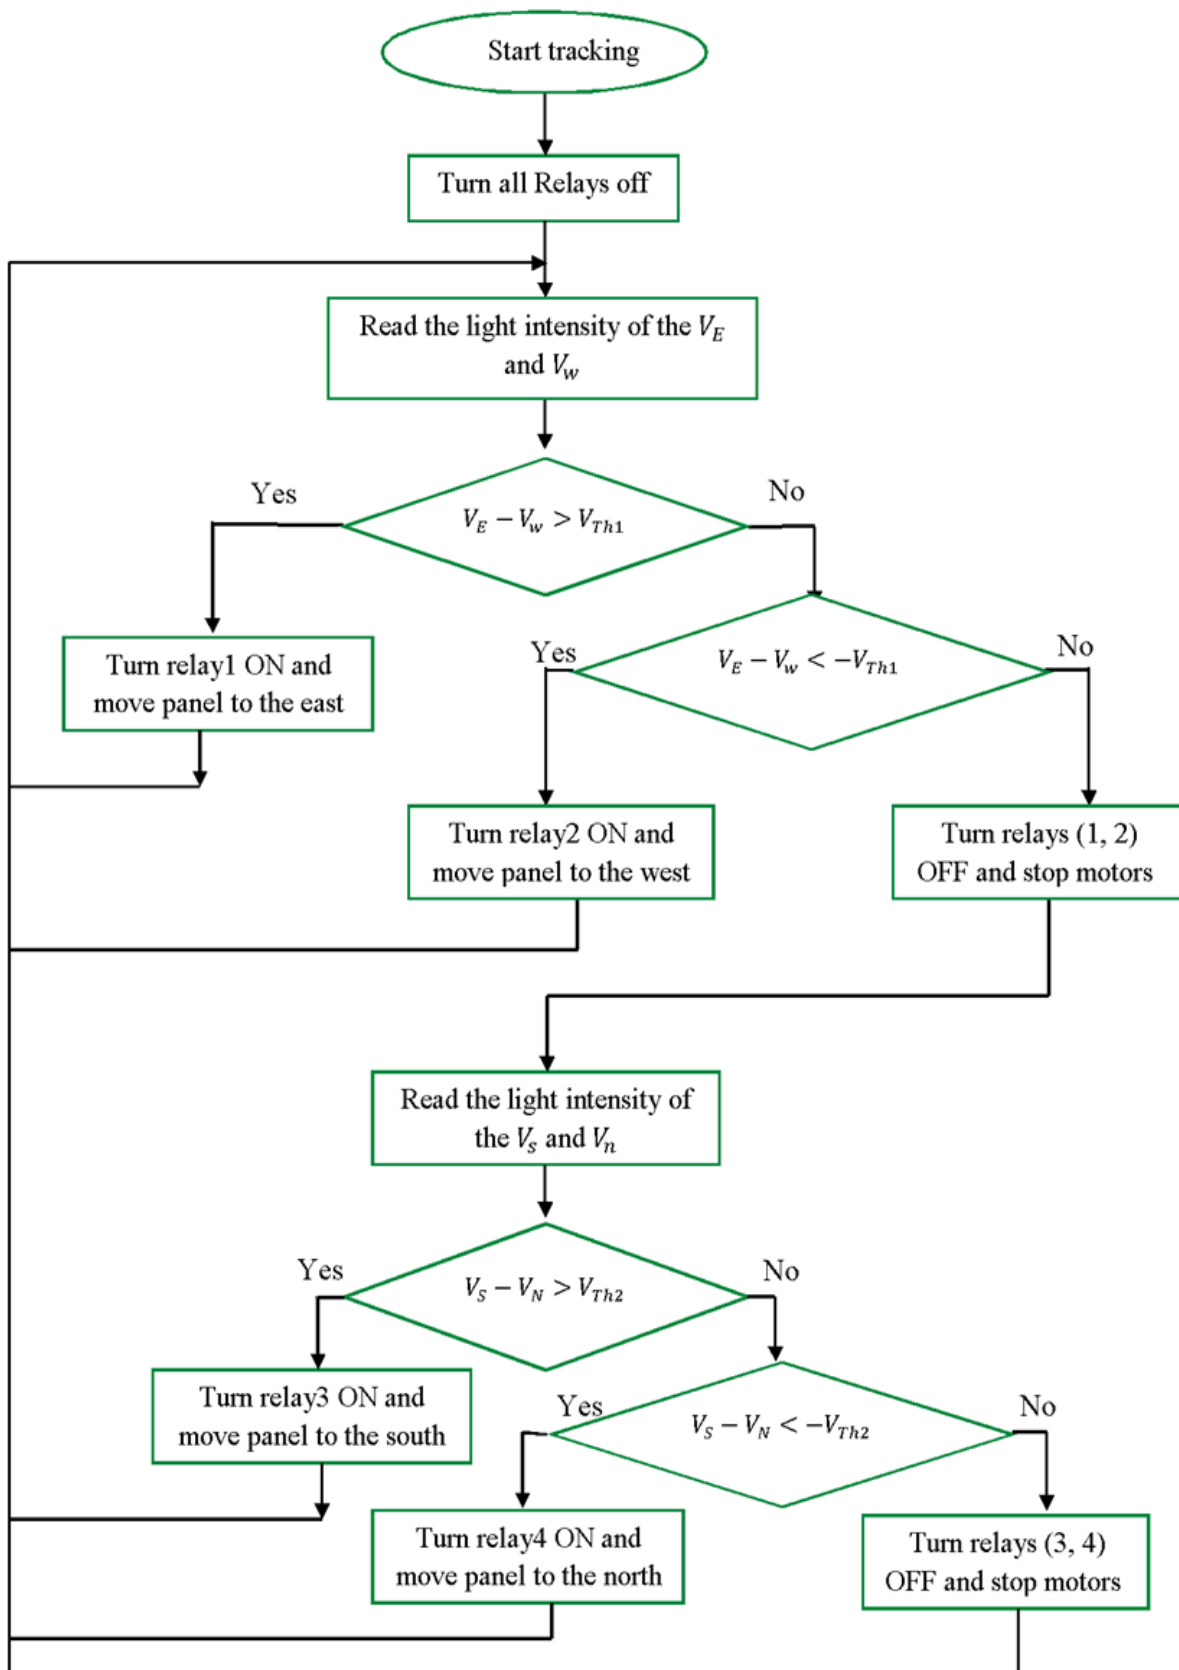 Start tracking
Turn all Relays off
Read the light intensity of the V_E
and V_w
Yes
No
V_E − V_w > V_Th1
Turn relay1 ON and
move panel to the east
Yes
No
V_E − V_w < −V_Th1
Turn relay2 ON and
move panel to the west
Turn relays (1, 2)
OFF and stop motors
Read the light intensity of
the V_s and V_n
Yes
No
V_S − V_N > V_Th2
Turn relay3 ON and
move panel to the south
Yes
No
V_S − V_N < −V_Th2
Turn relay4 ON and
move panel to the north
Turn relays (3, 4)
OFF and stop motors